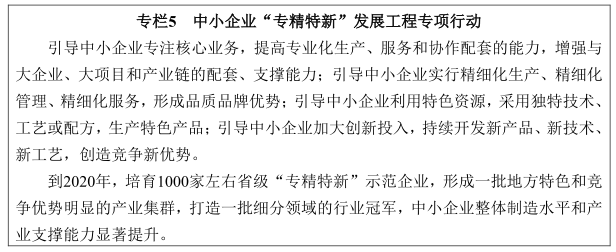 专栏5 中小企业“专精特新”发展工程专项行动
引导中小企业专注核心业务，提高专业化生产、服务和协作配套的能力，增强与
大企业、大项目和产业链的配套、支撑能力；引导中小企业实行精细化生产、精细化
管理、精细化服务，形成品质品牌优势；引导中小企业利用特色资源，采用独特技术、
工艺或配方，生产特色产品；引导中小企业加大创新投入，持续开发新产品、新技术、
新工艺，创造竞争新优势。
到2020年，培育1000家左右省级“专精特新”示范企业，形成一批地方特色和竞
争优势明显的产业集群，打造一批细分领域的行业冠军，中小企业整体制造水平和产
业支撑能力显著提升。